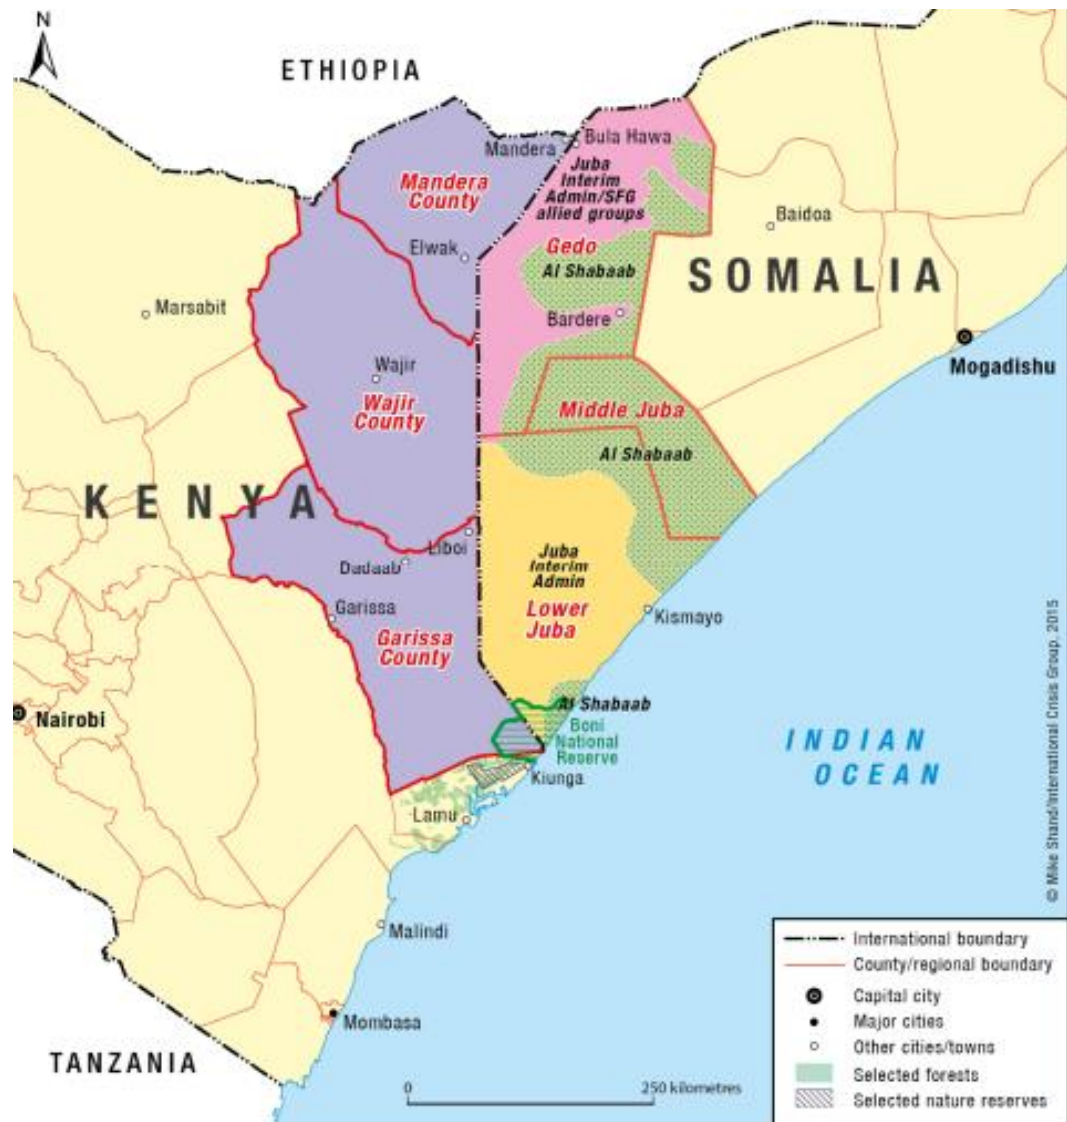 N
ETHIOPIA
Mandera
Bula Hawa
Mandera
County
Juba
Interim
Admin/SFG
allied groups
Elwak
Gedo
Al Shabaab
Baidoa
SOMALIA
Marsabit
Bardere
Mogadishu
Wajir
Wajir
County
Middle Juba
Al Shabaab
KENYA
Liboi
Dadaab
Juba
Interim
Admin
Garissa
Lower
Juba
Kismayo
Garissa
County
Nairobi
Al Shabaab
Boni
National
Reserve
INDIAN
OCEAN
Kiunga
Lamu
Malindi
Mombasa
TANZANIA
© Mike Shand/International Crisis Group, 2015
International boundary
County/regional boundary
Capital city
Major cities
Other cities/towns
Selected forests
Selected nature reserves
0 250 kilometres